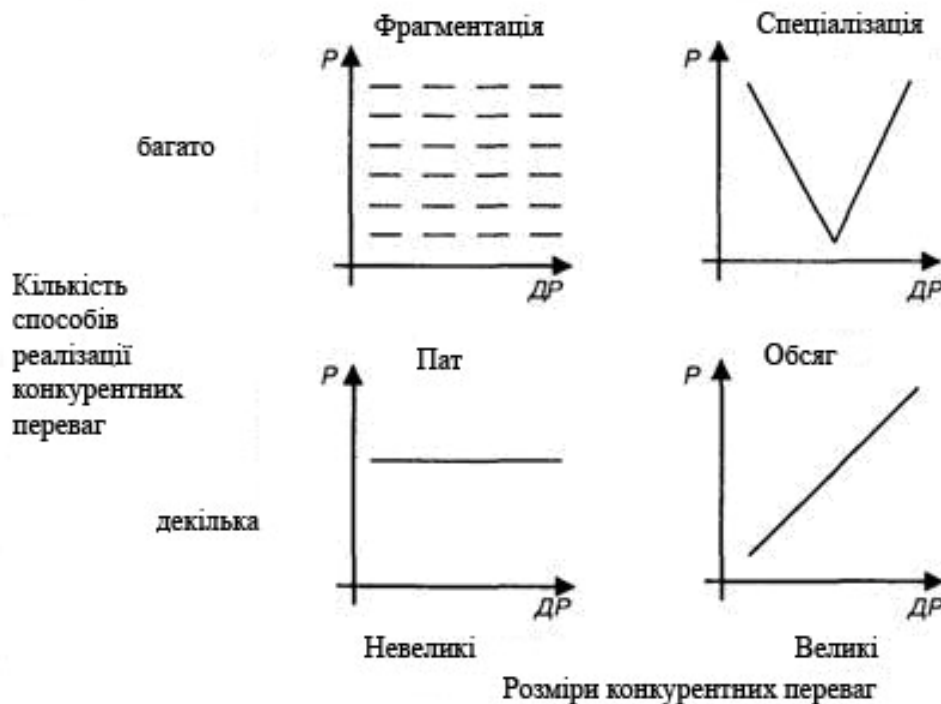 Фрагментація
Спеціалізація
P
P
багато
ДР
ДР
Кількість
способів
реалізації
конкурентних
переваг
Пат
Обсяг
P
P
декілька
ДР
ДР
Невеликі
Великі
Розміри конкурентних переваг